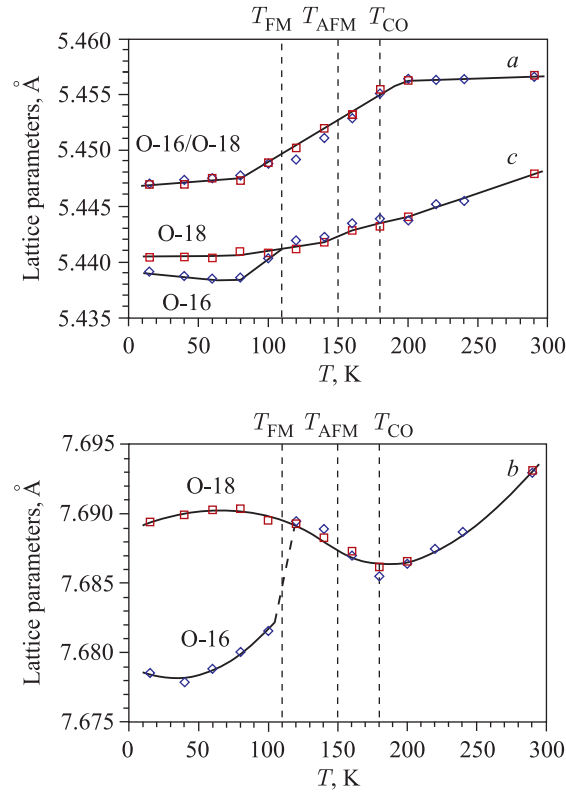 T_FM T_AFM T_CO
5.460
a
5.455
O-16/O-18
5.450
c
5.445
O-18
5.440
O-16
5.435
0 50 100 150 200 250 300
T, K
Lattice parameters, Å
T_FM T_AFM T_CO
7.695
b
O-18
7.690
7.685
O-16
7.680
7.675
0 50 100 150 200 250 300
T, K
Lattice parameters, Å